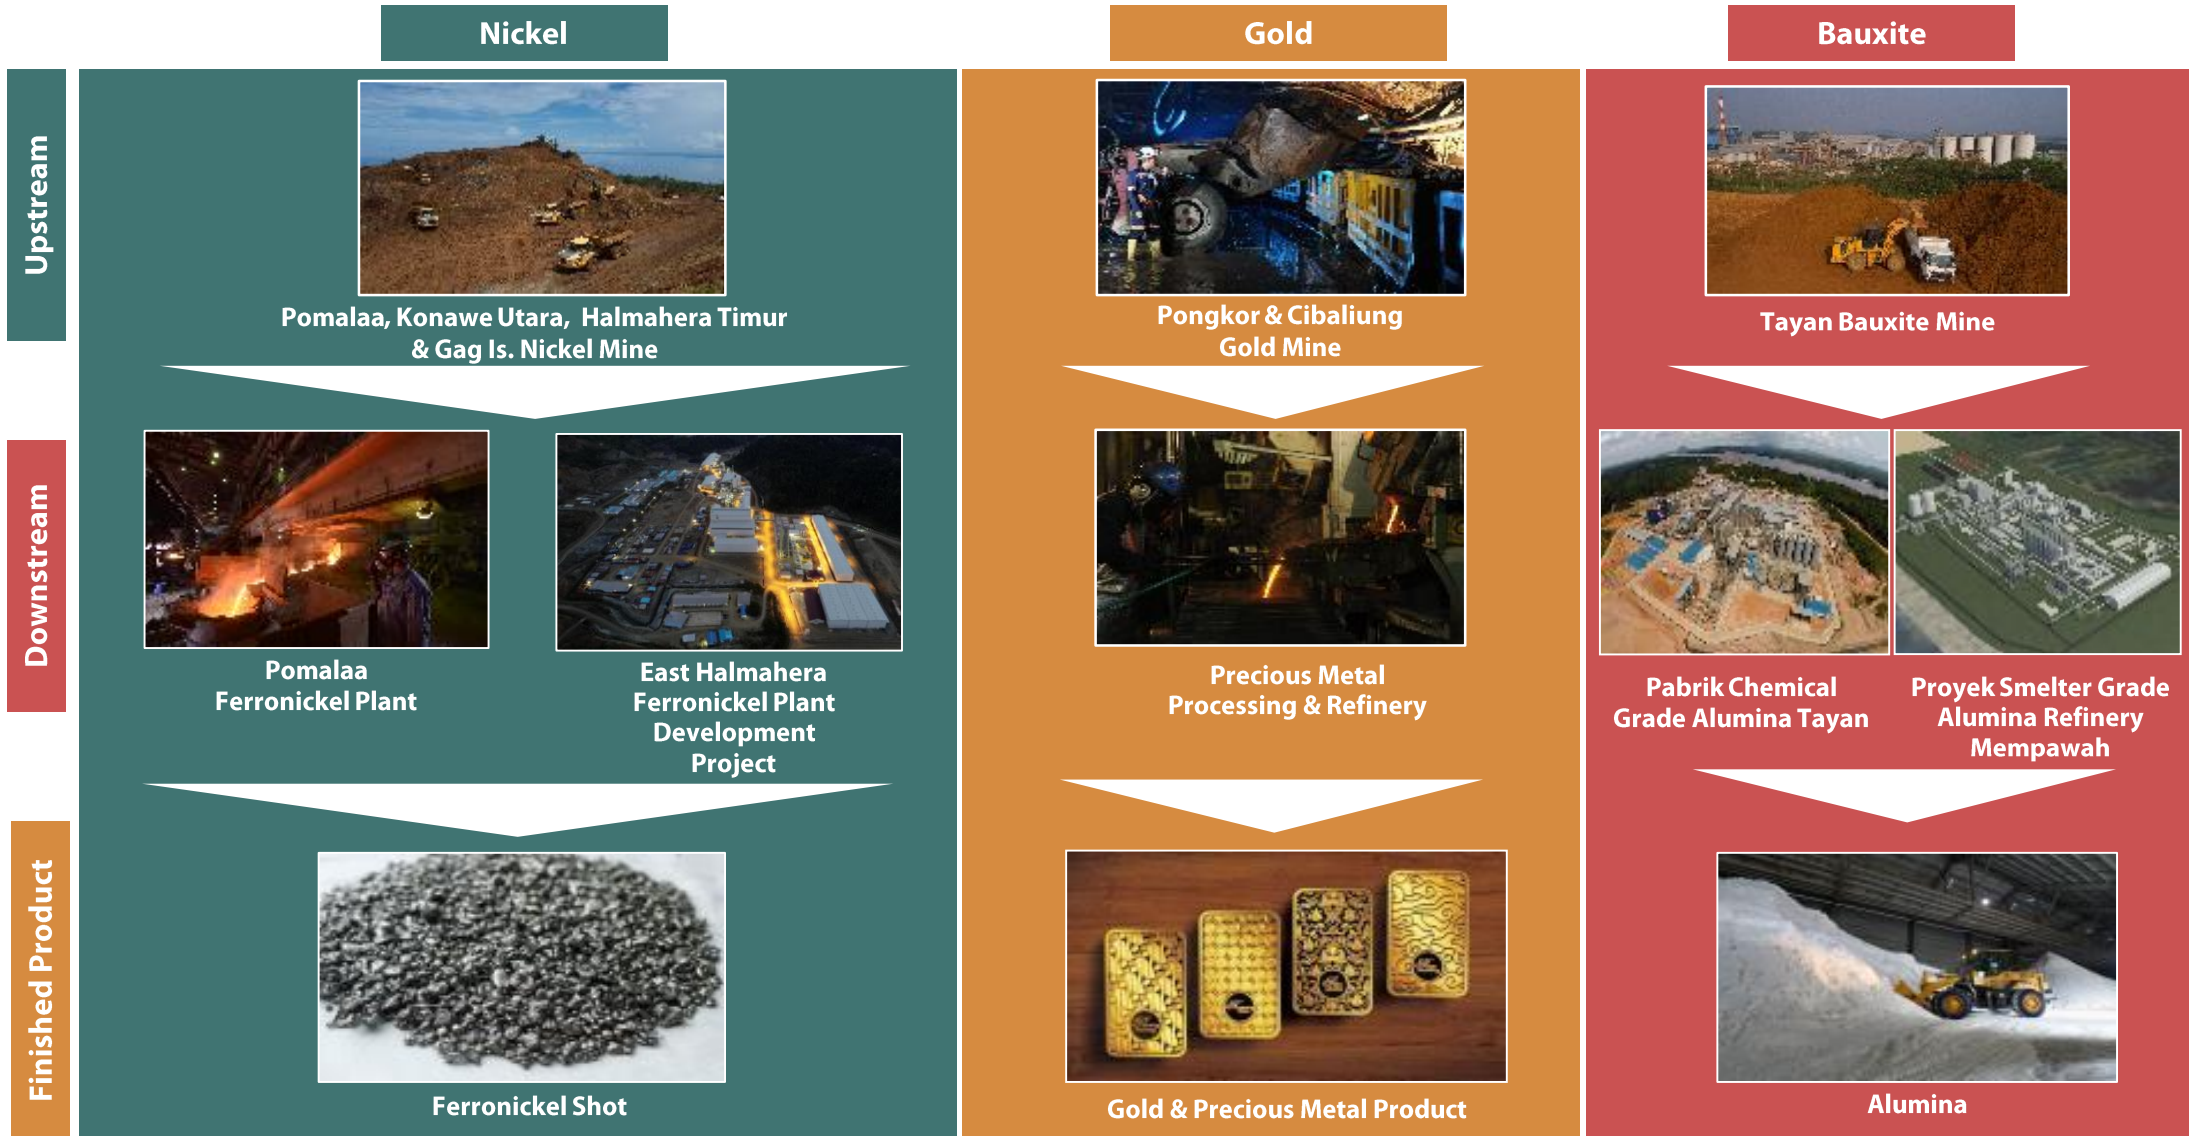 Nickel
Gold
Bauxite
Upstream
Pomalaa, Konawe Utara, Halmahera Timur
& Gag Is. Nickel Mine
Pongkor & Cibaliung
Gold Mine
Tayan Bauxite Mine
Downstream
Pomalaa
Ferronickel Plant
East Halmahera
Ferronickel Plant
Development
Project
Precious Metal
Processing & Refinery
Pabrik Chemical
Grade Alumina Tayan
Proyek Smelter Grade
Alumina Refinery
Mempawah
Finished Product
Ferronickel Shot
Gold & Precious Metal Product
Alumina